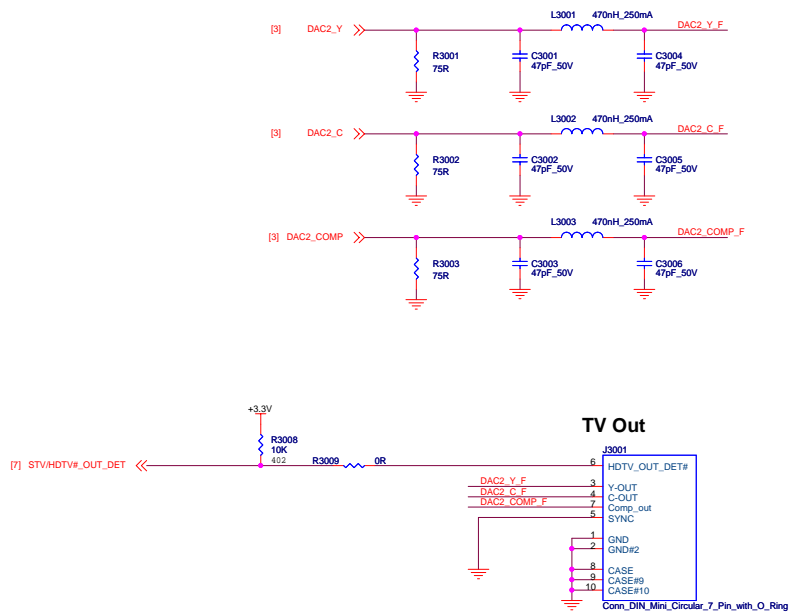 L3001 470nH_250mA
[3] DAC2_Y DAC2_Y_F
R3001 C3001 C3004
75R 47pF_50V 47pF_50V
L3002 470nH_250mA
[3] DAC2_C DAC2_C_F
R3002 C3002 C3005
75R 47pF_50V 47pF_50V
L3003 470nH_250mA
[3] DAC2_COMP DAC2_COMP_F
R3003 C3003 C3006
75R 47pF_50V 47pF_50V
+3.3V
TV Out
R3008
10K
402
J3001
[7] STV/HDTV#_OUT_DET R3009 0R 6 HDTV_OUT_DET#
DAC2_Y_F 3 Y-OUT
DAC2_C_F 4 C-OUT
DAC2_COMP_F 7 Comp_out
5 SYNC
1 GND
2 GND#2
8 CASE
9 CASE#9
10 CASE#10
Conn_DIN_Mini_Circular_7_Pin_with_O_Ring